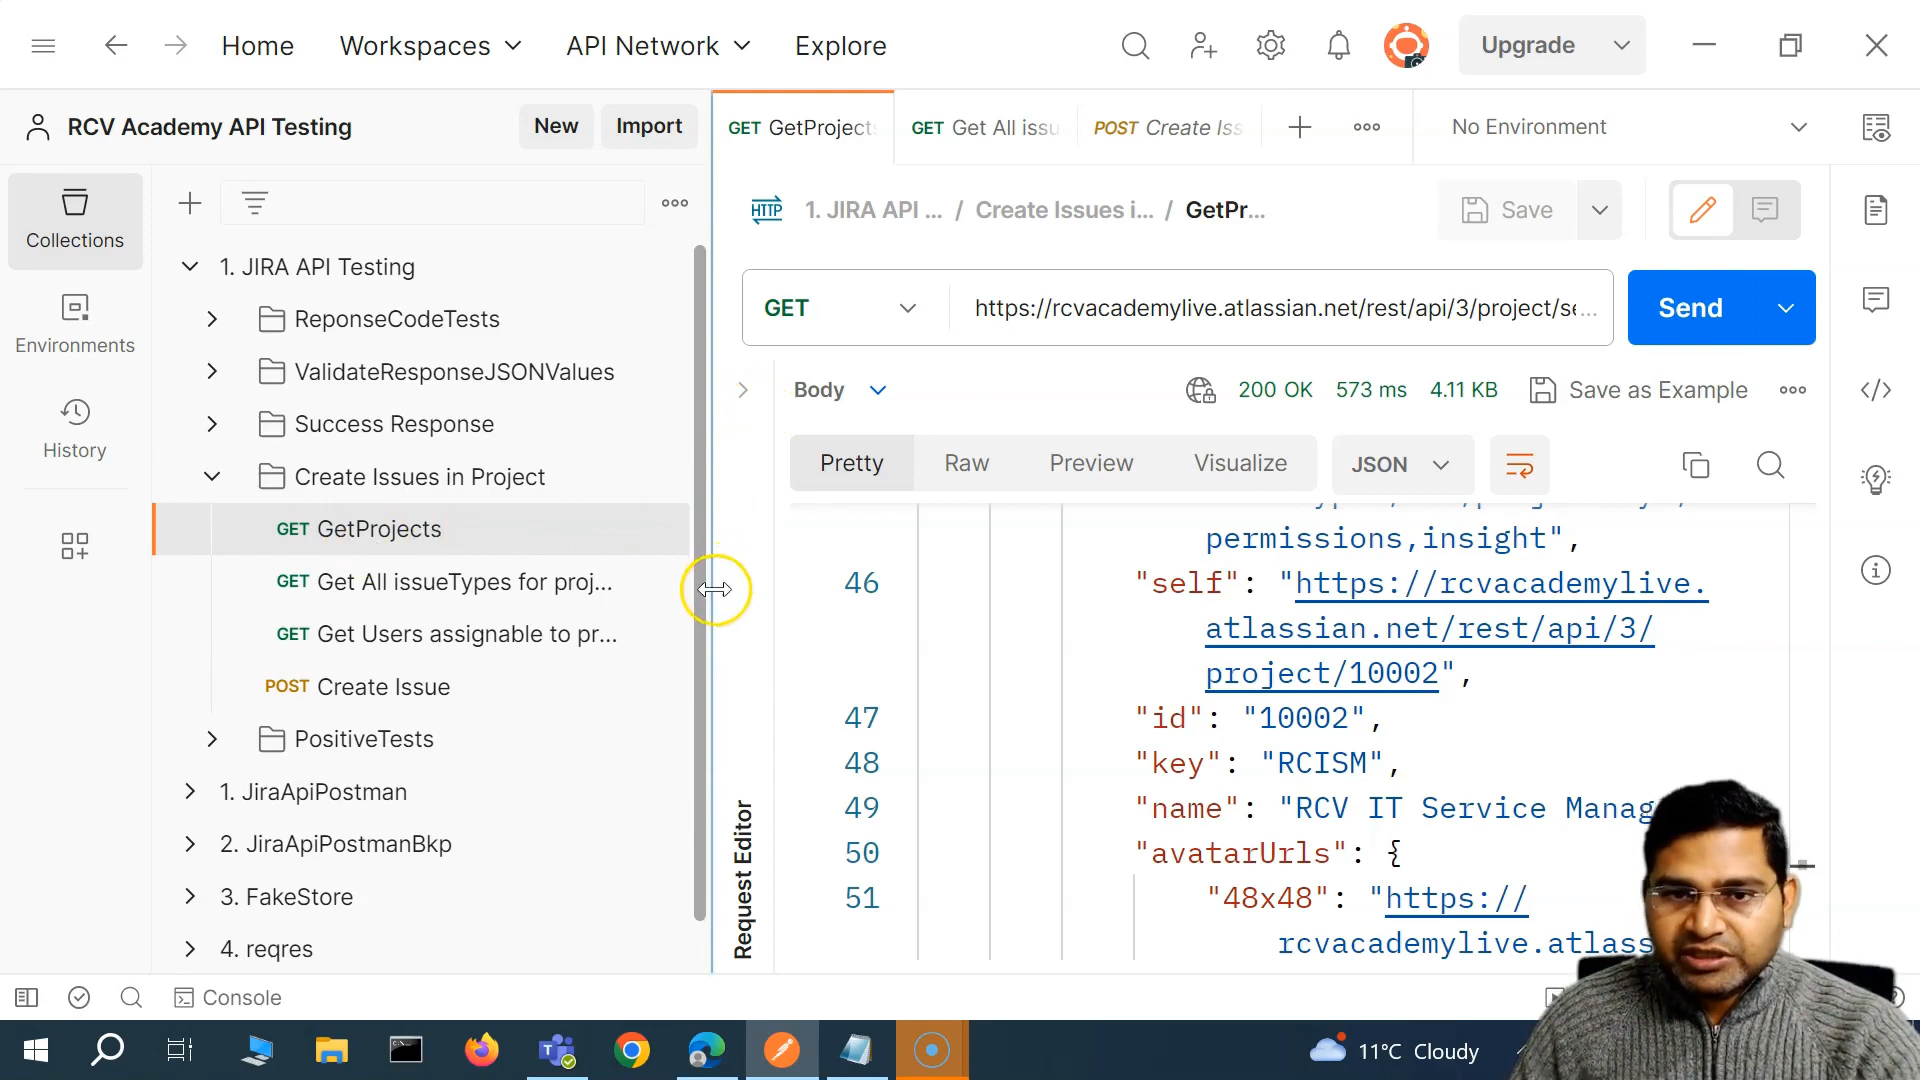 Home Workspaces API Network Explore Upgrade
RCV Academy API Testing New Import
GET GetProjects GET Get All issu POST Create Iss No Environment
Collections
Environments
History
1. JIRA API Testing
ReponseCodeTests
ValidateResponseJSONValues
Success Response
Create Issues in Project
GET GetProjects
GET Get All issueTypes for proj...
GET Get Users assignable to pr...
POST Create Issue
PositiveTests
1. JiraApiPostman
2. JiraApiPostmanBkp
3. FakeStore
4. reqres
HTTP 1. JIRA API ... / Create Issues i... / GetPr... Save
GET https://rcvacademylive.atlassian.net/rest/api/3/project/se... Send
Body 200 OK 573 ms 4.11 KB Save as Example
Pretty Raw Preview Visualize JSON
permissions,insight",
46 "self": "https://rcvacademylive.
atlassian.net/rest/api/3/
project/10002",
47 "id": "10002",
48 "key": "RCISM",
49 "name": "RCV IT Service Manag
50 "avatarUrls": {
51 "48x48": "https://
rcvacademylive.atlass
Request Editor
Console
11°C Cloudy